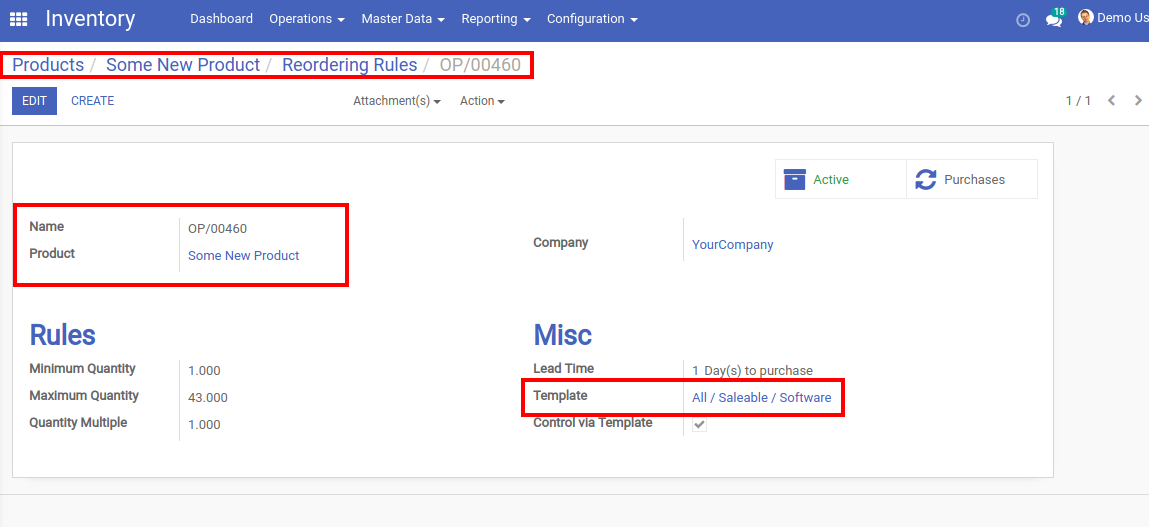 Inventory Dashboard Operations Master Data Reporting Configuration 18 Demo Us
Products / Some New Product / Reordering Rules / OP/00460
EDIT CREATE Attachment(s) Action 1 / 1
Active Purchases
Name OP/00460
Product Some New Product
Company YourCompany
Rules
Minimum Quantity 1.000
Maximum Quantity 43.000
Quantity Multiple 1.000
Misc
Lead Time 1 Day(s) to purchase
Template All / Saleable / Software
Control via Template